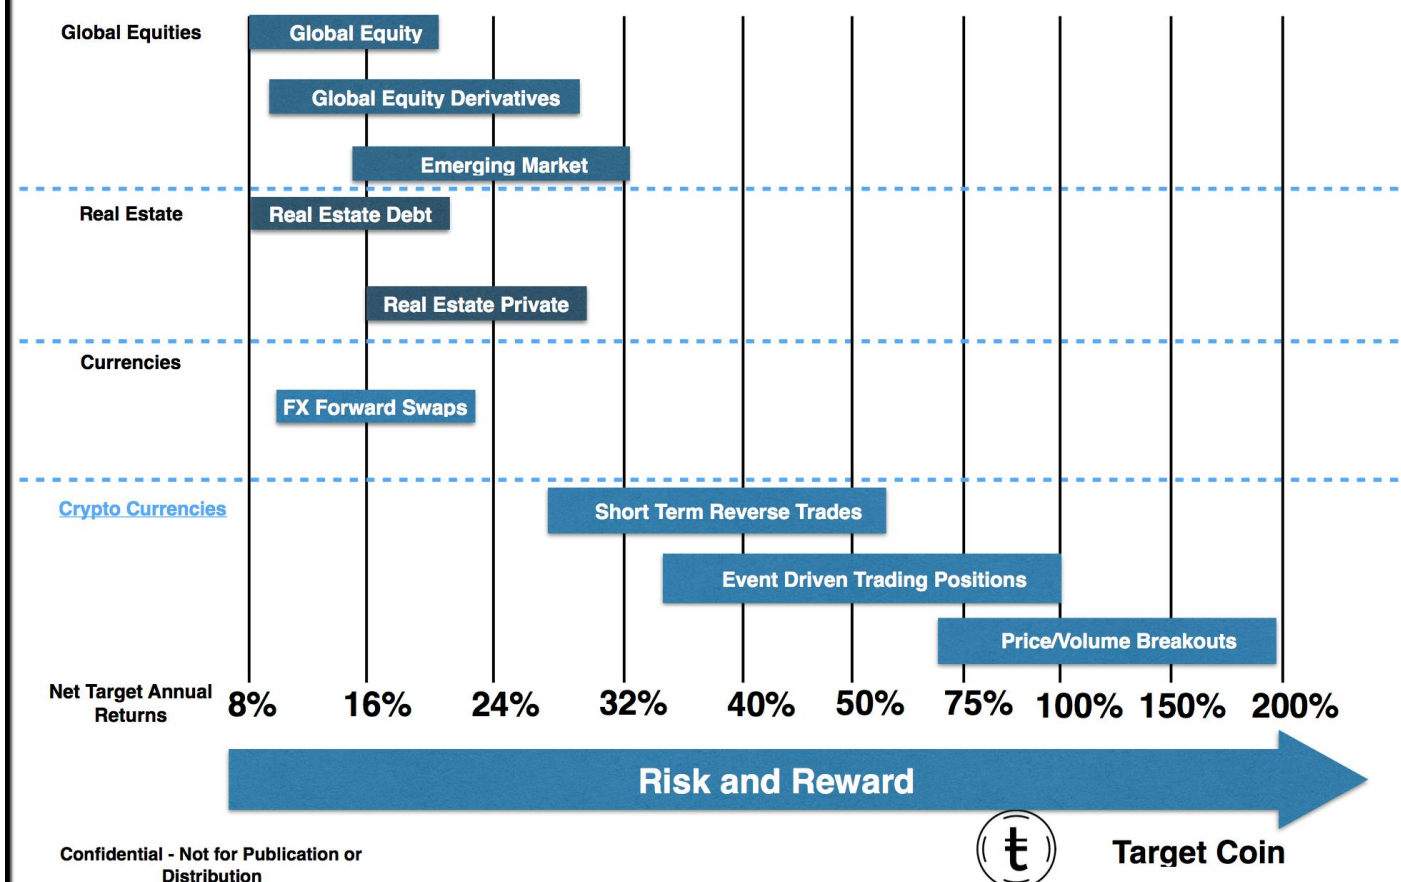 Global Equities
Global Equity
Global Equity Derivatives
Emerging Market
Real Estate
Real Estate Debt
Real Estate Private
Currencies
FX Forward Swaps
Crypto Currencies
Short Term Reverse Trades
Event Driven Trading Positions
Price/Volume Breakouts
Net Target Annual
Returns
8% 16% 24% 32% 40% 50% 75% 100% 150% 200%
Risk and Reward
Confidential - Not for Publication or
Distribution
Target Coin